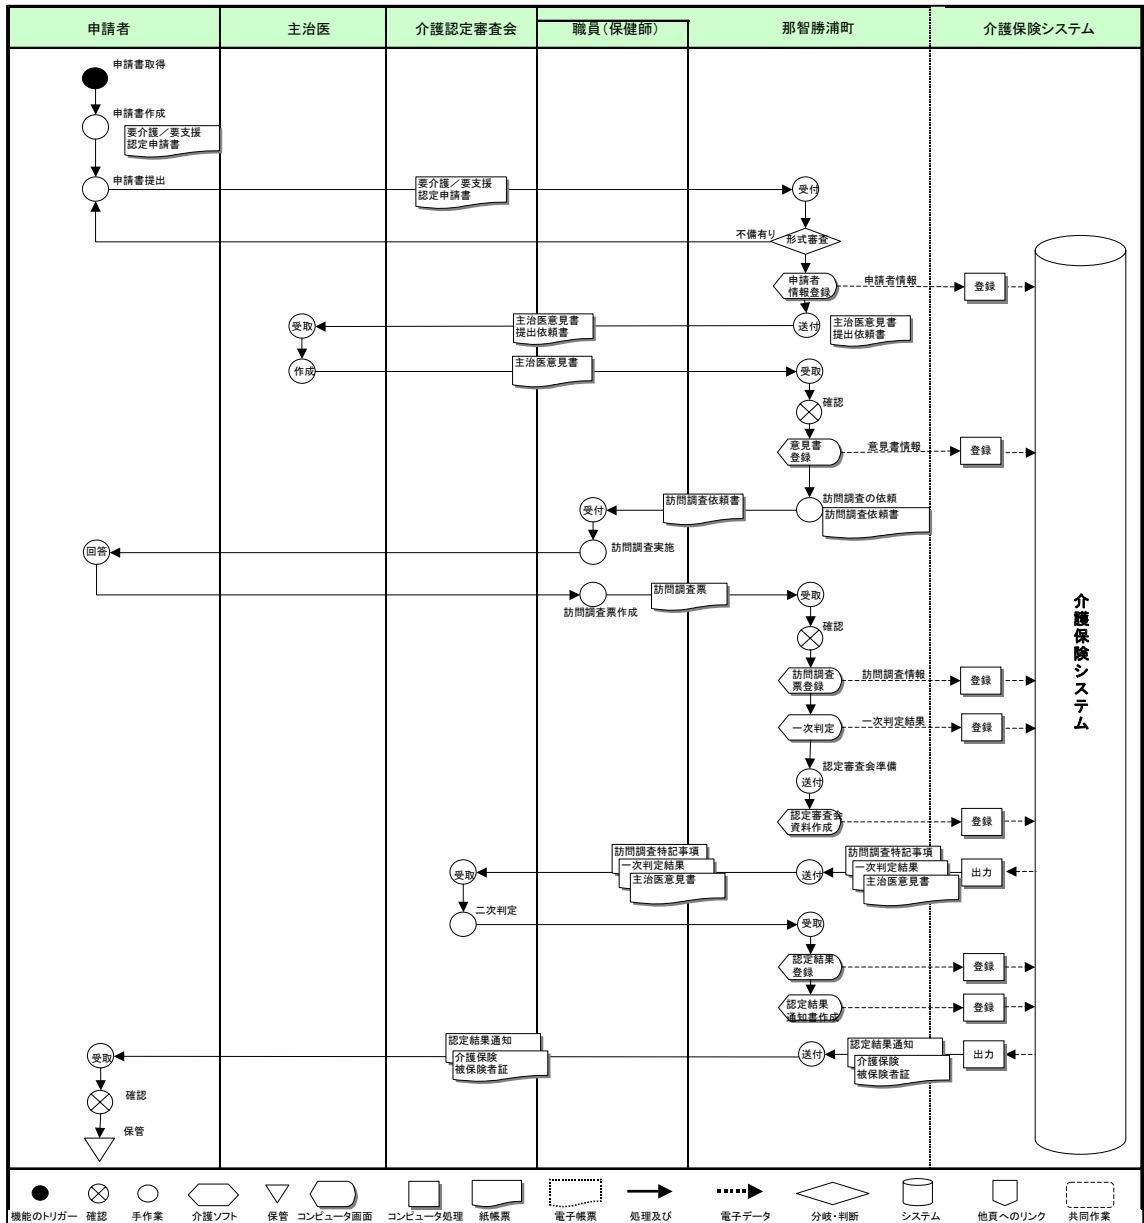 申請者
主治医
介護認定審査会
職員（保健師）
那智勝浦町
介護保険システム
申請書取得
申請書作成
要介護／要支援
認定申請書
申請書提出
要介護／要支援
認定申請書
受付
不備有り
形式審査
申請者
情報登録
申請者情報
登録
受取
主治医意見書
提出依頼書
送付
主治医意見書
提出依頼書
作成
主治医意見書
受取
確認
意見書
登録
意見書情報
登録
受付
訪問調査依頼書
訪問調査の依頼
訪問調査依頼書
回答
訪問調査実施
訪問調査票作成
訪問調査票
受取
確認
訪問調査
票登録
訪問調査情報
登録
一次判定
一次判定結果
登録
認定審査会準備
送付
認定審査会
資料作成
登録
受取
訪問調査特記事項
一次判定結果
主治医意見書
送付
訪問調査特記事項
一次判定結果
主治医意見書
出力
二次判定
受取
認定結果
登録
登録
認定結果
通知書作成
登録
受取
認定結果通知
介護保険
被保険者証
送付
認定結果通知
介護保険
被保険者証
出力
確認
保管
介護保険システム
機能のトリガー
確認
手作業
介護ソフト
保管
コンピュータ画面
コンピュータ処理
紙帳票
電子帳票
処理及び
電子データ
分岐・判断
システム
他頁へのリンク
共同作業